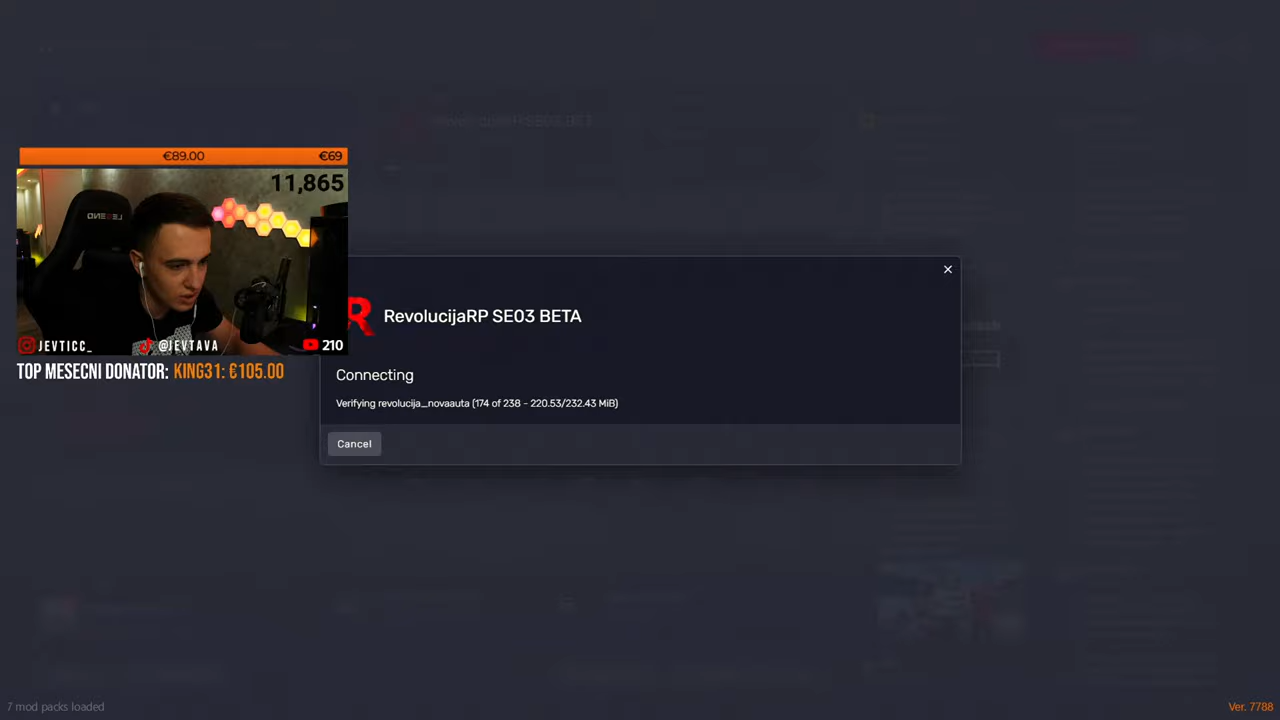 €89.00 €69
11,865
LEGEND
JEVTICC_ @JEVTAVA 210
TOP MESECNI DONATOR: KING31: €105.00
R
RevolucijaRP SE03 BETA
Connecting
Verifying revolucija_novaauta (174 of 238 - 220.53/232.43 MiB)
Cancel
7 mod packs loaded
Ver. 7788